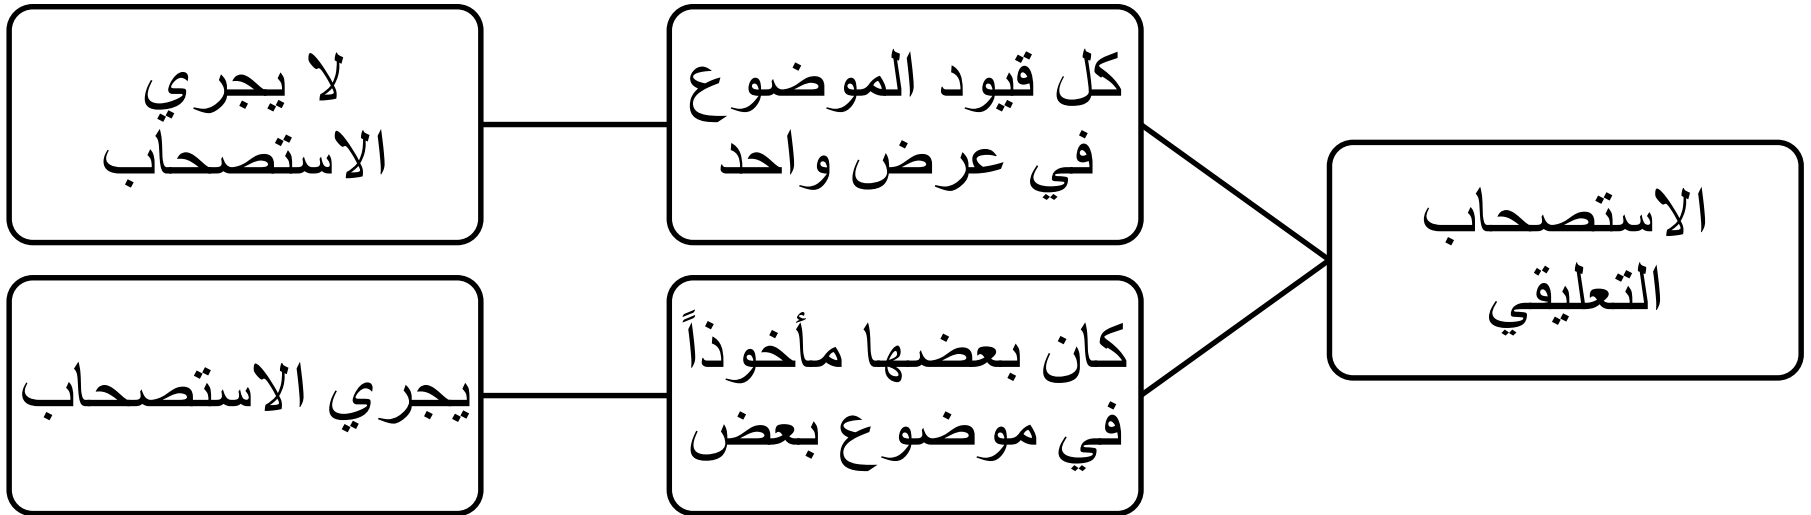 الاستصحاب
التعليقي
كل قيود الموضوع
في عرض واحد
لا يجري
الاستصحاب
كان بعضها مأخوذاً
في موضوع بعض
يجري الاستصحاب